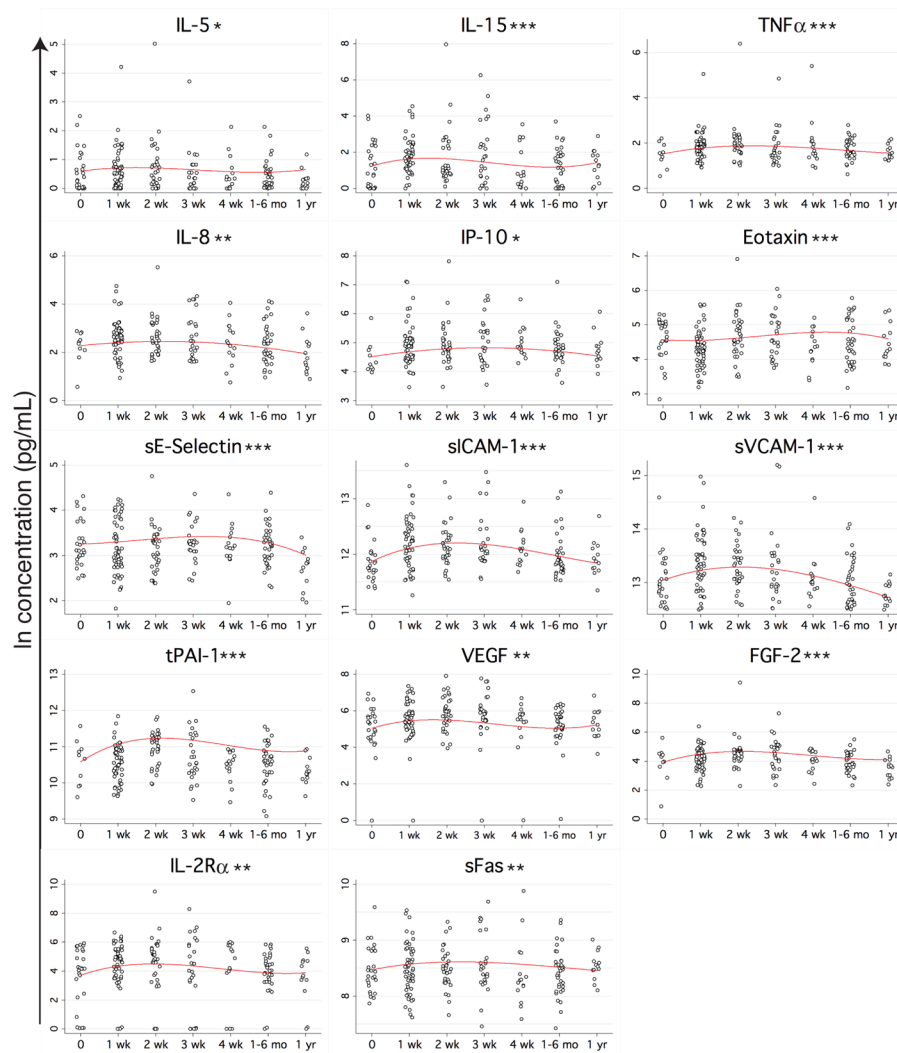 ln concentration (pg/mL)
IL-5 *
5
4
3
2
1
0
0 1 wk 2 wk 3 wk 4 wk 1-6 mo 1 yr
IL-15 ***
8
6
4
2
0
0 1 wk 2 wk 3 wk 4 wk 1-6 mo 1 yr
TNFα ***
6
4
2
0
0 1 wk 2 wk 3 wk 4 wk 1-6 mo 1 yr
IL-8 **
6
4
2
0
0 1 wk 2 wk 3 wk 4 wk 1-6 mo 1 yr
IP-10 *
8
7
6
5
4
3
0 1 wk 2 wk 3 wk 4 wk 1-6 mo 1 yr
Eotaxin ***
7
6
5
4
3
0 1 wk 2 wk 3 wk 4 wk 1-6 mo 1 yr
sE-Selectin ***
5
4
3
2
0 1 wk 2 wk 3 wk 4 wk 1-6 mo 1 yr
sICAM-1 ***
13
12
11
0 1 wk 2 wk 3 wk 4 wk 1-6 mo 1 yr
sVCAM-1 ***
15
14
13
0 1 wk 2 wk 3 wk 4 wk 1-6 mo 1 yr
tPAI-1 ***
13
12
11
10
9
0 1 wk 2 wk 3 wk 4 wk 1-6 mo 1 yr
VEGF **
8
6
4
2
0
0 1 wk 2 wk 3 wk 4 wk 1-6 mo 1 yr
FGF-2 ***
10
8
6
4
2
0
0 1 wk 2 wk 3 wk 4 wk 1-6 mo 1 yr
IL-2Rα **
10
8
6
4
2
0
0 1 wk 2 wk 3 wk 4 wk 1-6 mo 1 yr
sFas **
10
9
8
0 1 wk 2 wk 3 wk 4 wk 1-6 mo 1 yr